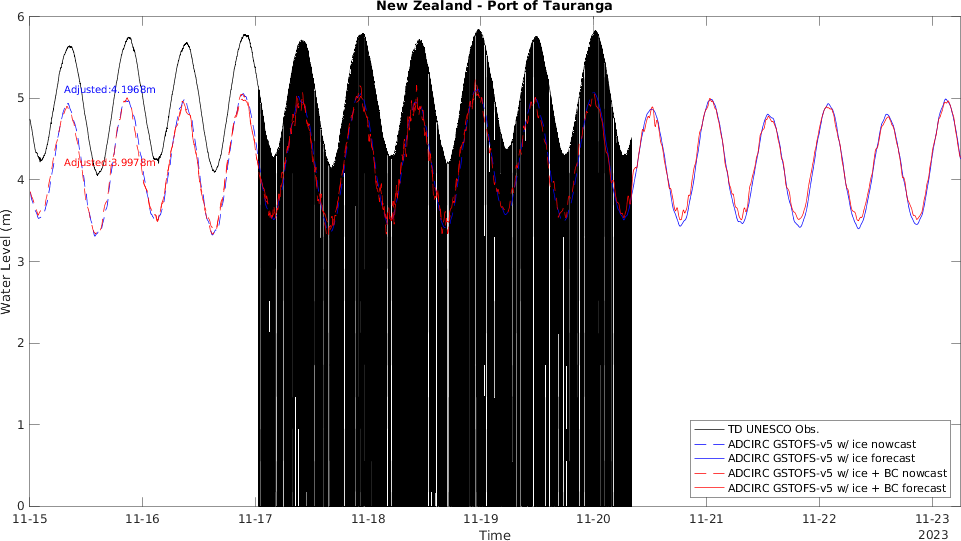 New Zealand - Port of Tauranga
6
5
4
3
2
1
0
Water Level (m)
Adjusted:4.1968m
Adjusted:3.9978m
TD UNESCO Obs.
ADCIRC GSTOFS-v5 w/ ice nowcast
ADCIRC GSTOFS-v5 w/ ice forecast
ADCIRC GSTOFS-v5 w/ ice + BC nowcast
ADCIRC GSTOFS-v5 w/ ice + BC forecast
11-15 11-16 11-17 11-18 11-19 11-20 11-21 11-22 11-23
Time
2023